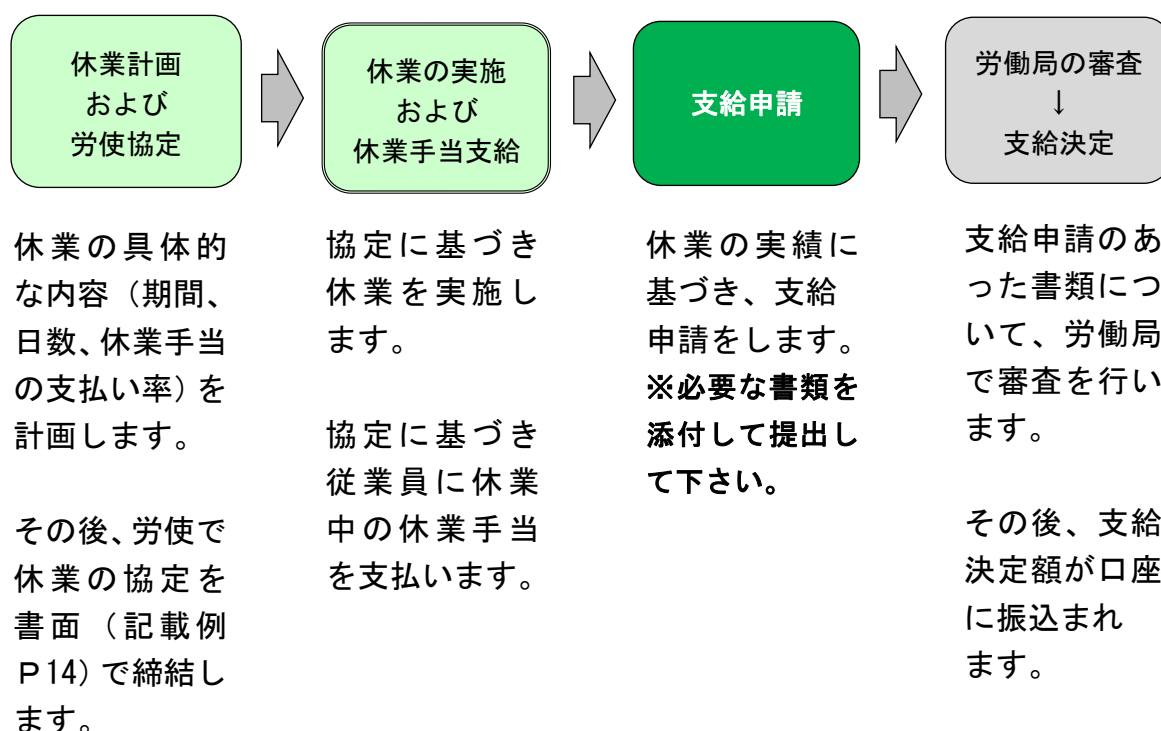 休業計画
および
労使協定
休業の実施
および
休業手当支給
支給申請
労働局の審査
↓
支給決定
休業の具体的
な内容（期間、
日数、休業手当
の支払い率）を
計画します。
その後、労使で
休業の協定を
書面（記載例
Ｐ14）で締結し
ます。
協定に基づき
休業を実施し
ます。
協定に基づき
従業員に休業
中の休業手当
を支払います。
休業の実績に
基づき、支給
申請をします。
※必要な書類を
添付して提出し
て下さい。
支給申請のあ
った書類につ
いて、労働局
で審査を行い
ます。
その後、支給
決定額が口座
に振込まれ
ます。